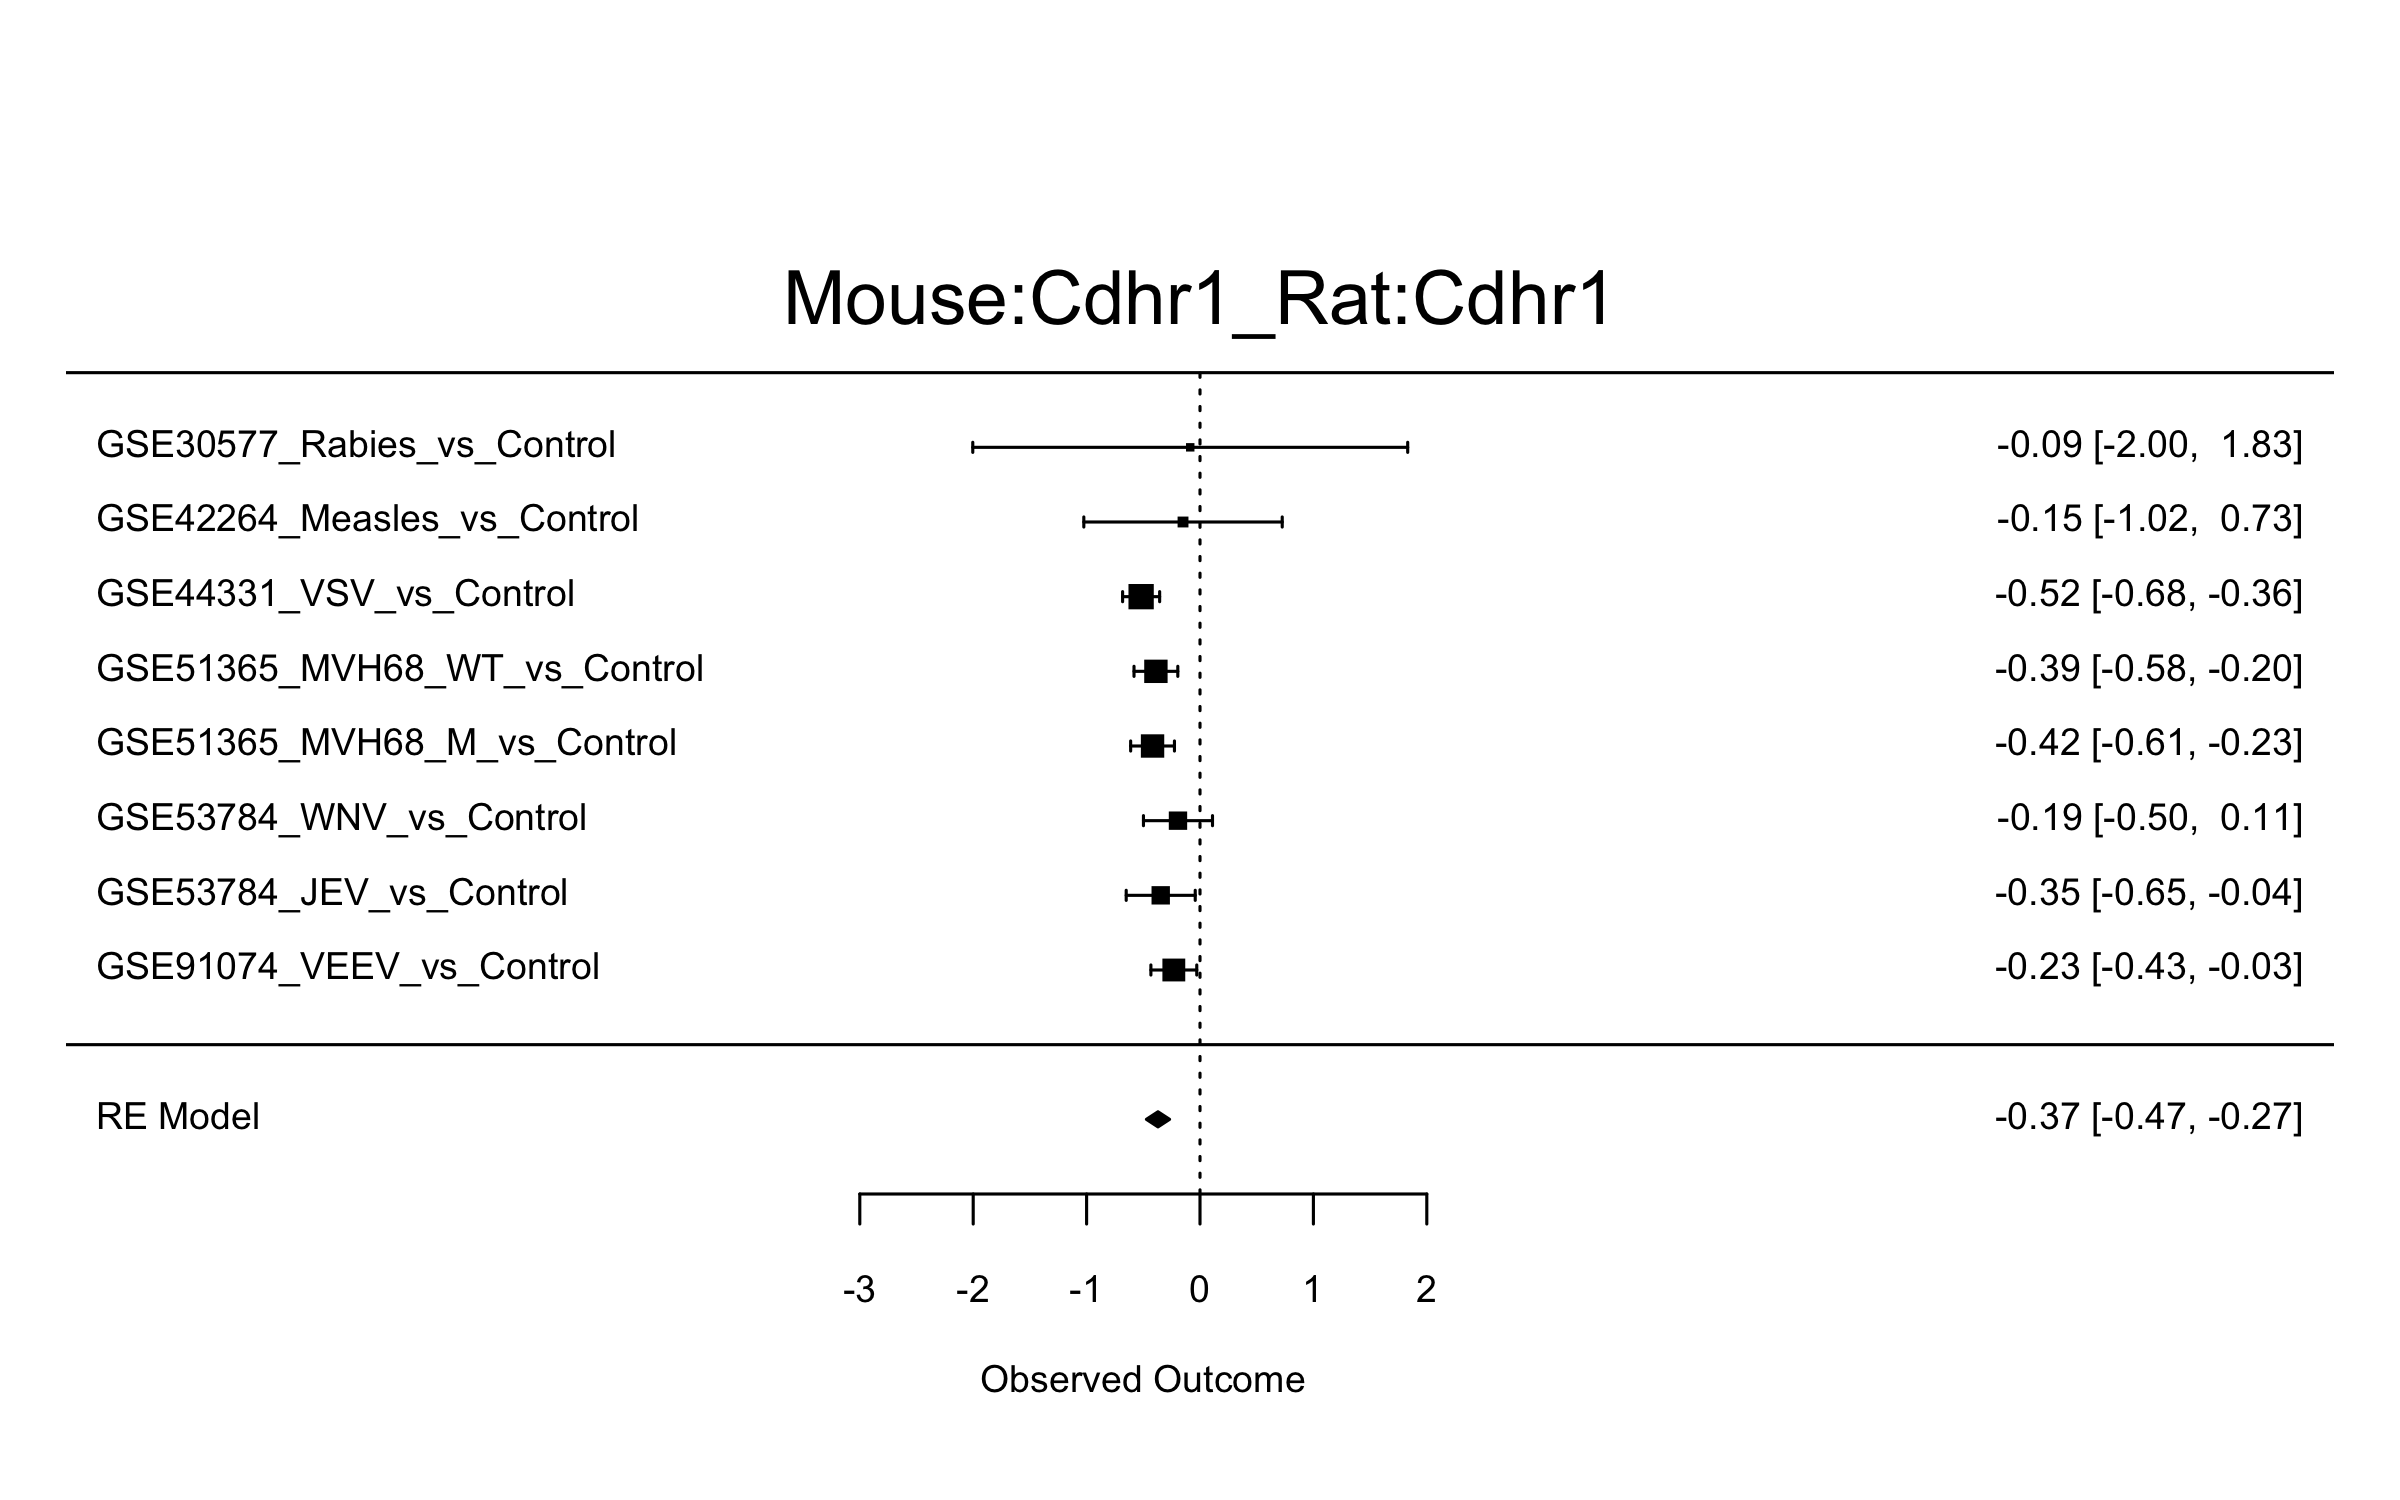 Mouse:Cdhr1_Rat:Cdhr1
GSE30577_Rabies_vs_Control -0.09 [-2.00, 1.83]
GSE42264_Measles_vs_Control -0.15 [-1.02, 0.73]
GSE44331_VSV_vs_Control -0.52 [-0.68, -0.36]
GSE51365_MVH68_WT_vs_Control -0.39 [-0.58, -0.20]
GSE51365_MVH68_M_vs_Control -0.42 [-0.61, -0.23]
GSE53784_WNV_vs_Control -0.19 [-0.50, 0.11]
GSE53784_JEV_vs_Control -0.35 [-0.65, -0.04]
GSE91074_VEEV_vs_Control -0.23 [-0.43, -0.03]
RE Model -0.37 [-0.47, -0.27]
-3 -2 -1 0 1 2
Observed Outcome